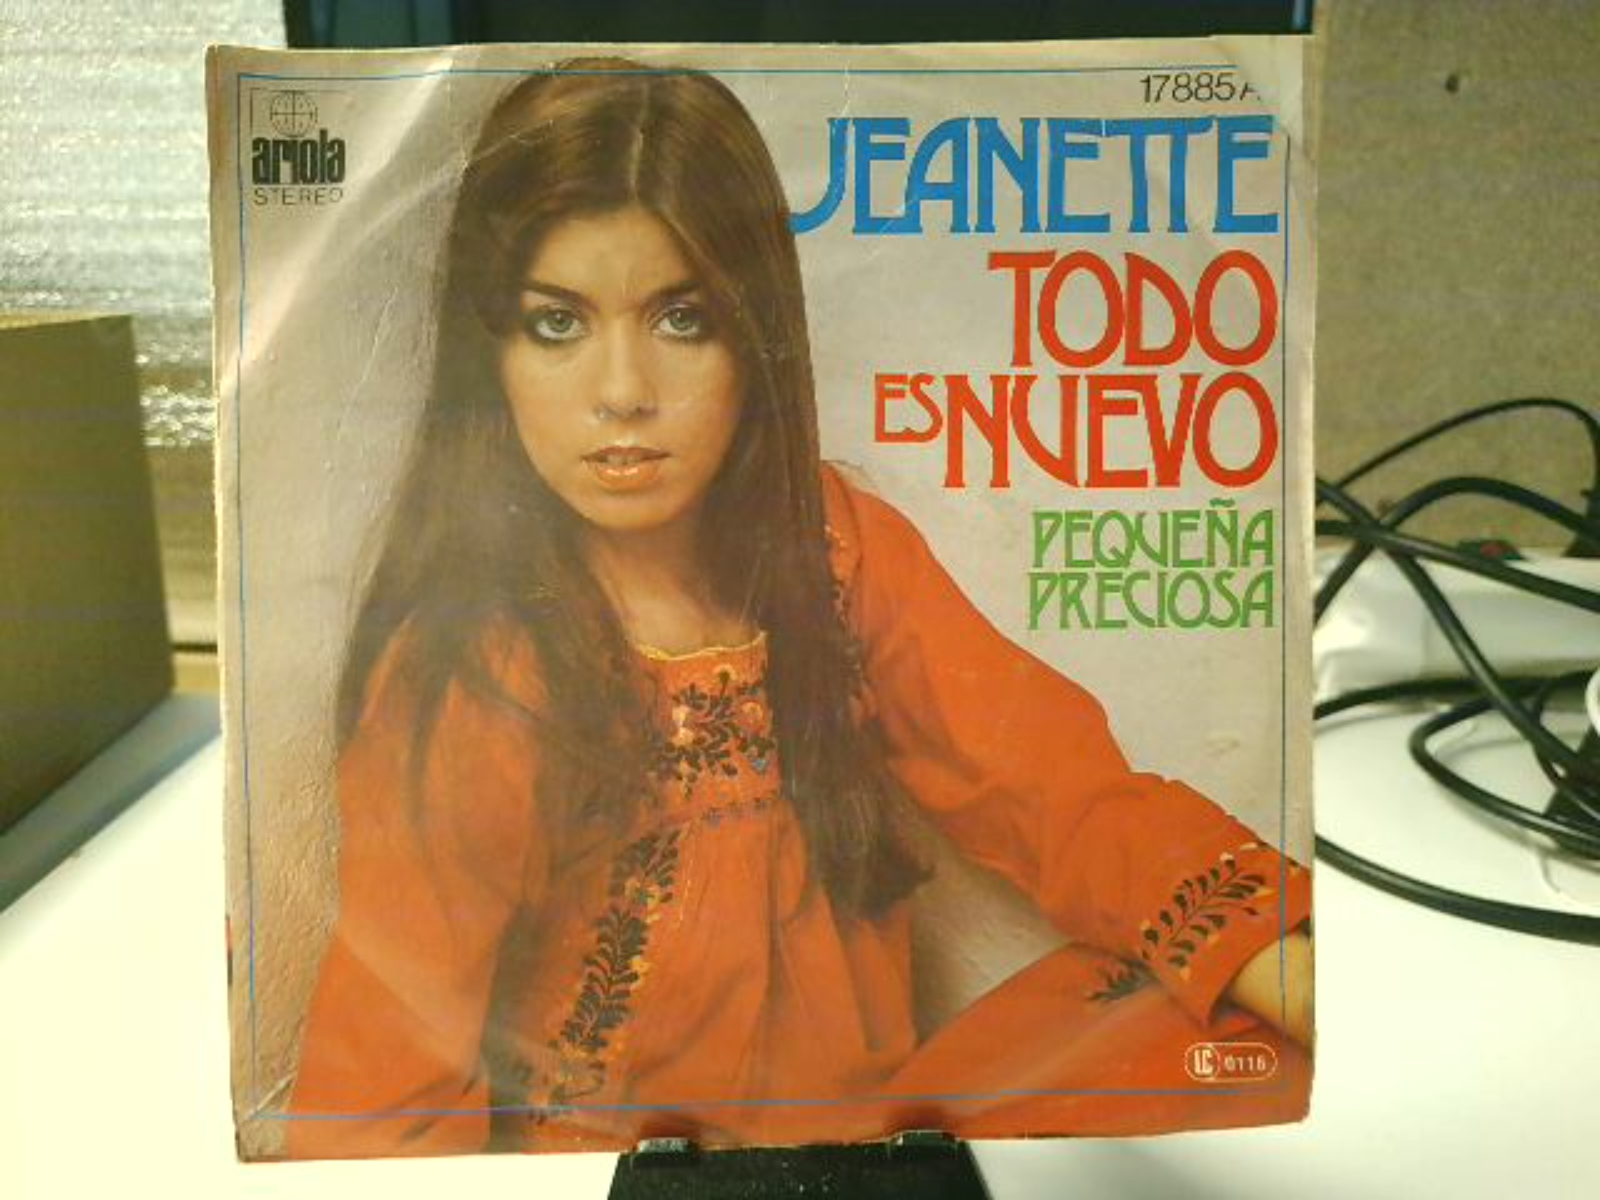 ariola
STEREO
17885 A
JEANETTE
TODO
ES NUEVO
PEQUEÑA
PRECIOSA
LC 0116